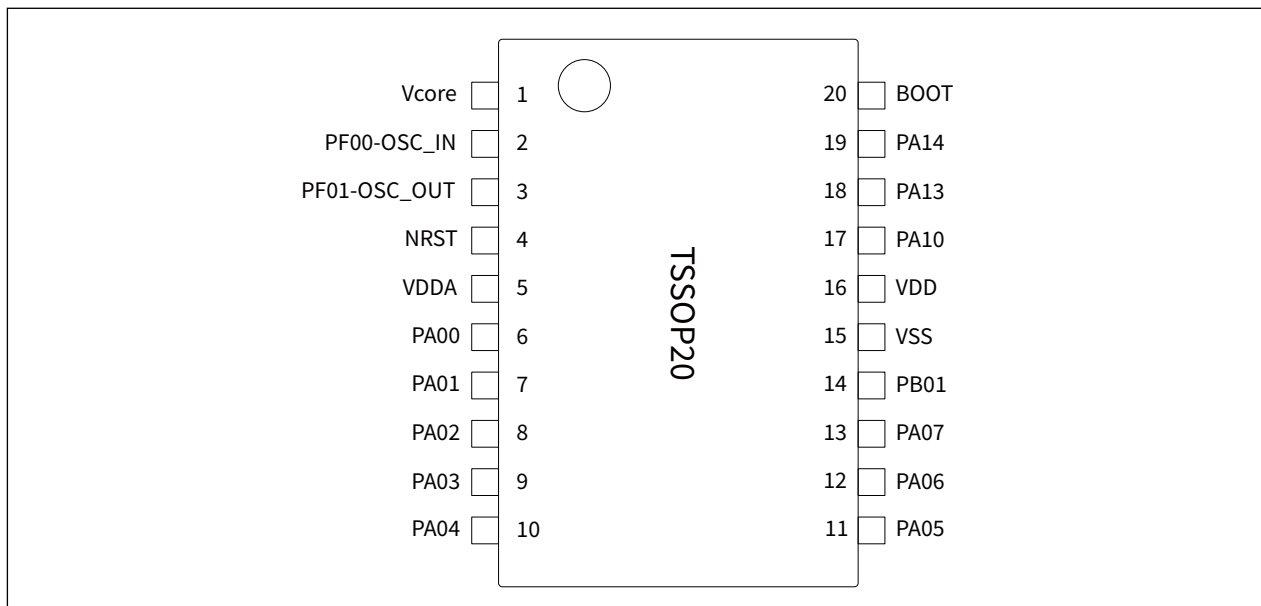 Vcore 1 20 BOOT
PF00-OSC_IN 2 19 PA14
PF01-OSC_OUT 3 18 PA13
NRST 4 17 PA10
VDDA 5 16 VDD
PA00 6 15 VSS
PA01 7 14 PB01
PA02 8 13 PA07
PA03 9 12 PA06
PA04 10 11 PA05
TSSOP20